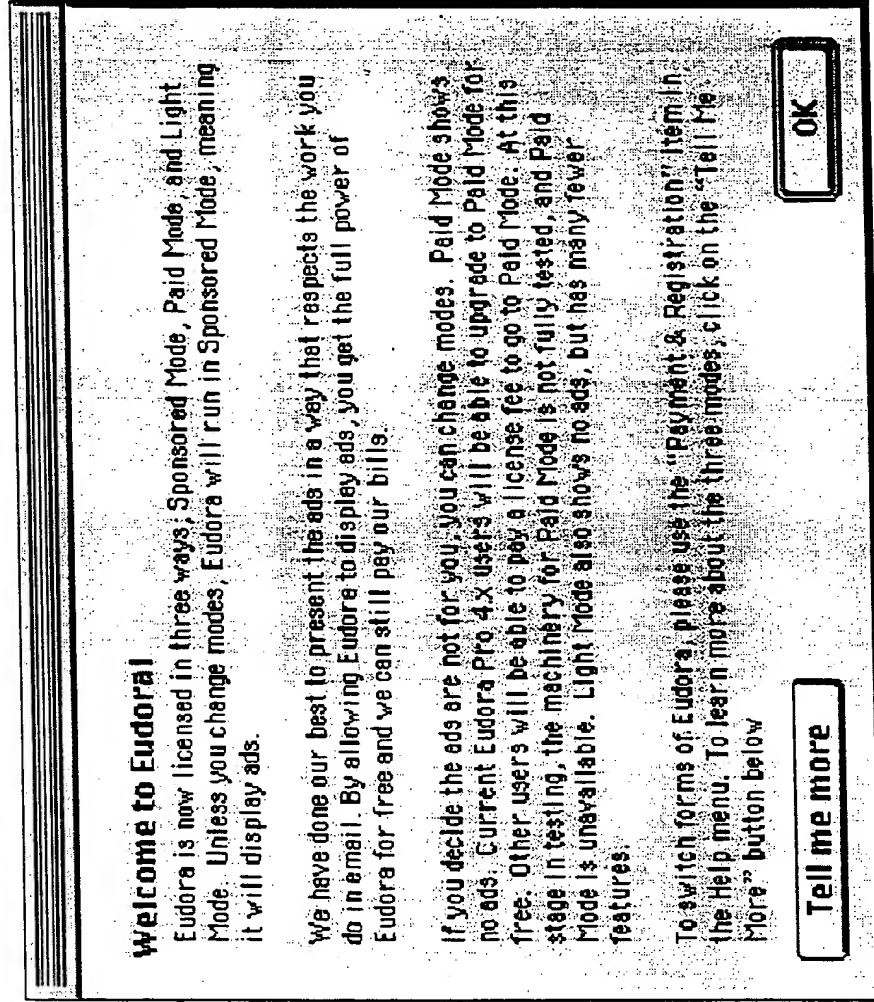 Welcome to Eudora!
Eudora is now licensed in three ways; Sponsored Mode, Paid Mode, and Light
Mode. Unless you change modes, Eudora will run in Sponsored Mode, meaning
it will display ads.
We have done our best to present the ads in a way that respects the work you
do in email. By allowing Eudora to display ads, you get the full power of
Eudora for free and we can still pay our bills.
If you decide the ads are not for you, you can change modes. Paid Mode shows
no ads. Current Eudora Pro 4.x users will be able to upgrade to Paid Mode for
free. Other users will be able to pay a license fee to go to Paid Mode. At this
stage in testing, the machinery for Paid Mode is not fully tested, and Paid
Mode is unavailable. Light Mode also shows no ads, but has many fewer
features.
To switch forms of Eudora, please use the "Payment & Registration" item in
the Help menu. To learn more about the three modes, click on the "Tell Me
More" button below
Tell me more
OK